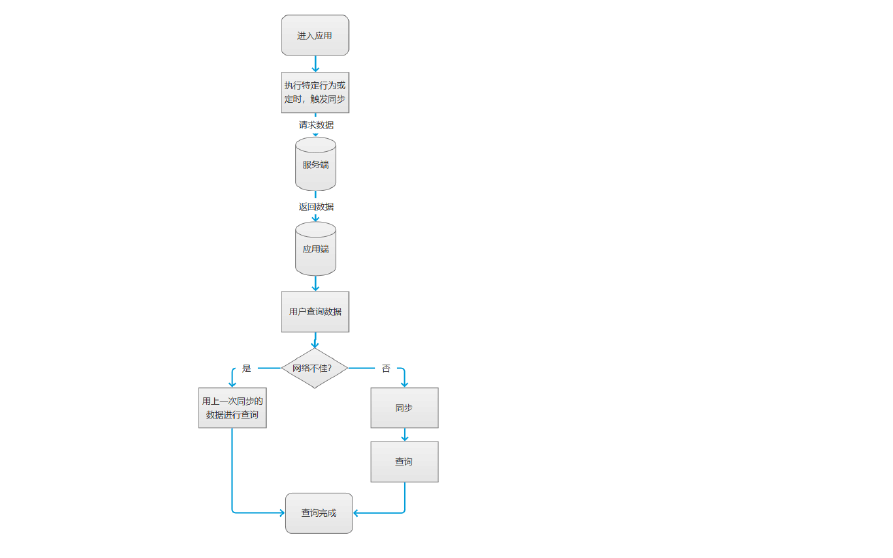 进入应用
执行特定行为或
定时，触发同步
请求数据
服务端
返回数据
应用端
用户查询数据
网络不佳?
是
否
用上一次同步的
数据进行查询
同步
查询
查询完成